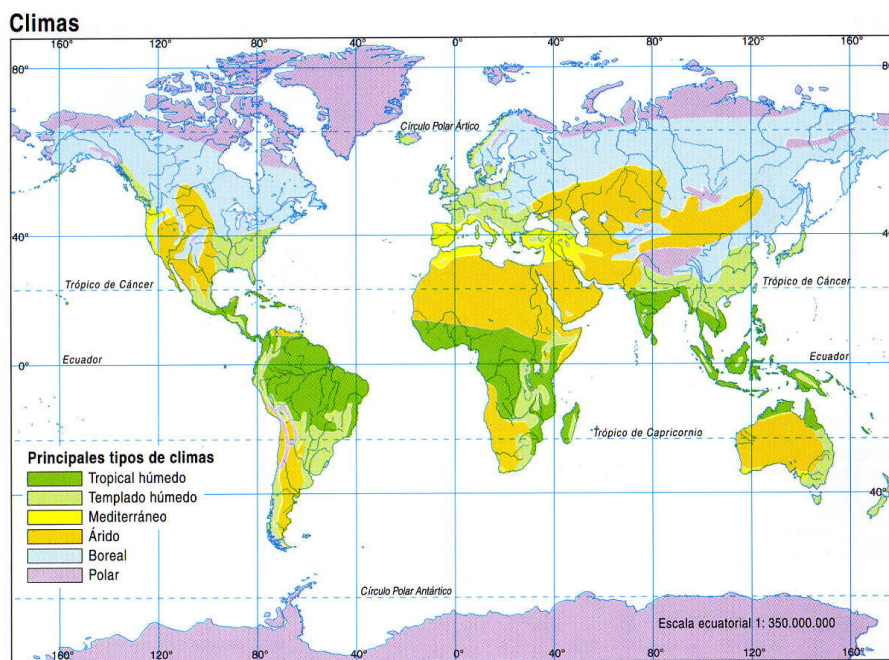 Climas
160° 120° 80° 40° 0° 40° 80° 120° 160°
80°
Círculo Polar Ártico
40°
Trópico de Cáncer
Trópico de Cáncer
Ecuador
Ecuador
0°
Trópico de Capricornio
Principales tipos de climas
Tropical húmedo
Templado húmedo
Mediterráneo
Árido
Boreal
Polar
40°
40°
Círculo Polar Antártico
Escala ecuatorial 1: 350.000.000
160° 120° 80° 40° 0° 40° 80° 120° 160°